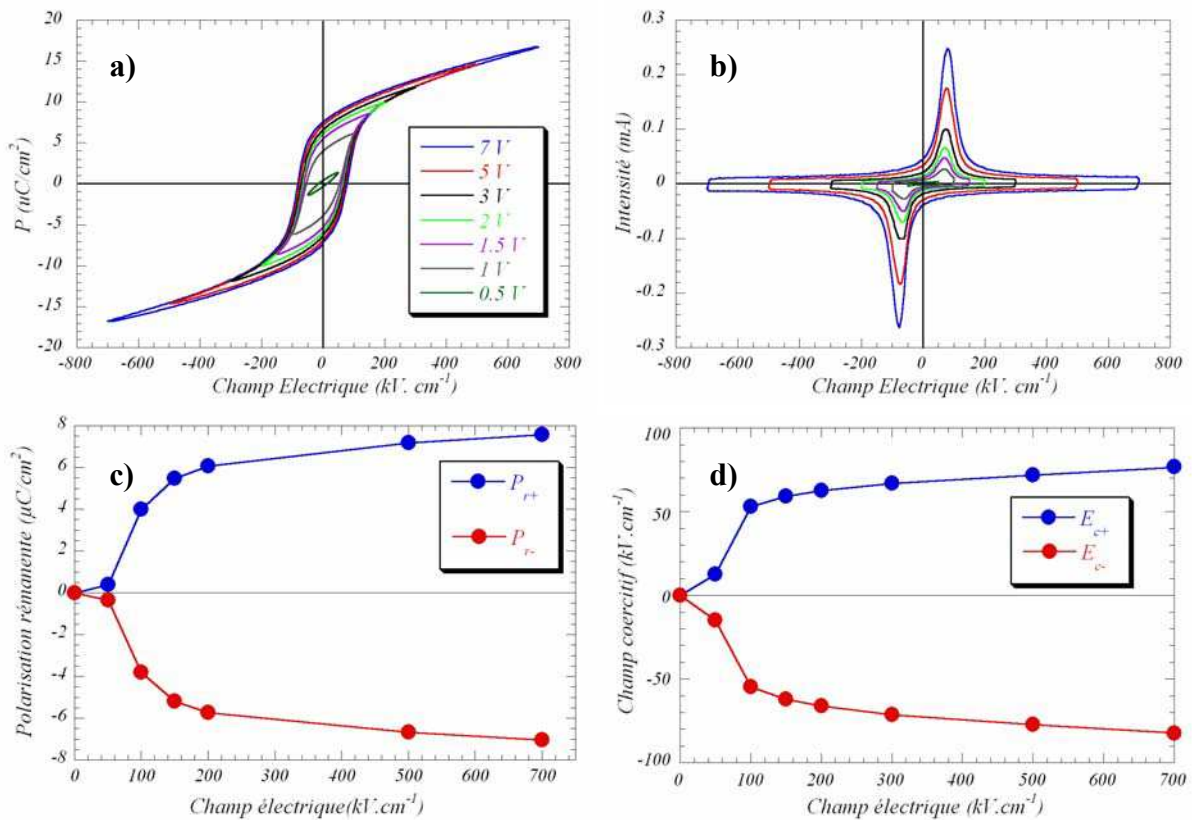 a)
20
15
10
5
0
-5
-10
-15
-20
P (uC/cm²)
-800 -600 -400 -200 0 200 400 600 800
Champ Electrique (kV. cm⁻¹)
7 V
5 V
3 V
2 V
1.5 V
1 V
0.5 V
b)
0.3
0.2
0.1
0
-0.1
-0.2
-0.3
Intensité (mA)
-800 -600 -400 -200 0 200 400 600 800
Champ Electrique (kV. cm⁻¹)
c)
8
6
4
2
0
-2
-4
-6
-8
Polarisation rémanente (µC/cm²)
0 100 200 300 400 500 600 700
Champ électrique(kV.cm⁻¹)
P r+
P r-
d)
100
50
0
-50
-100
Champ coercitif (kV.cm⁻¹)
0 100 200 300 400 500 600 700
Champ électrique (kV.cm⁻¹)
E c+
E c-